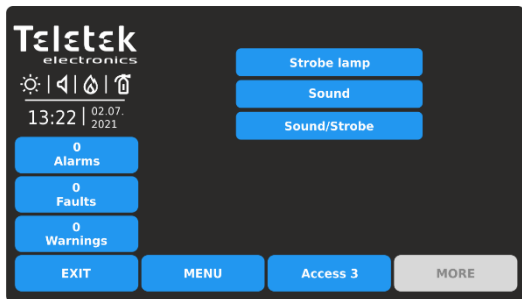 Teletek
electronics
13:22 02.07.
2021
0
Alarms
0
Faults
0
Warnings
Strobe lamp
Sound
Sound/Strobe
EXIT
MENU
Access 3
MORE